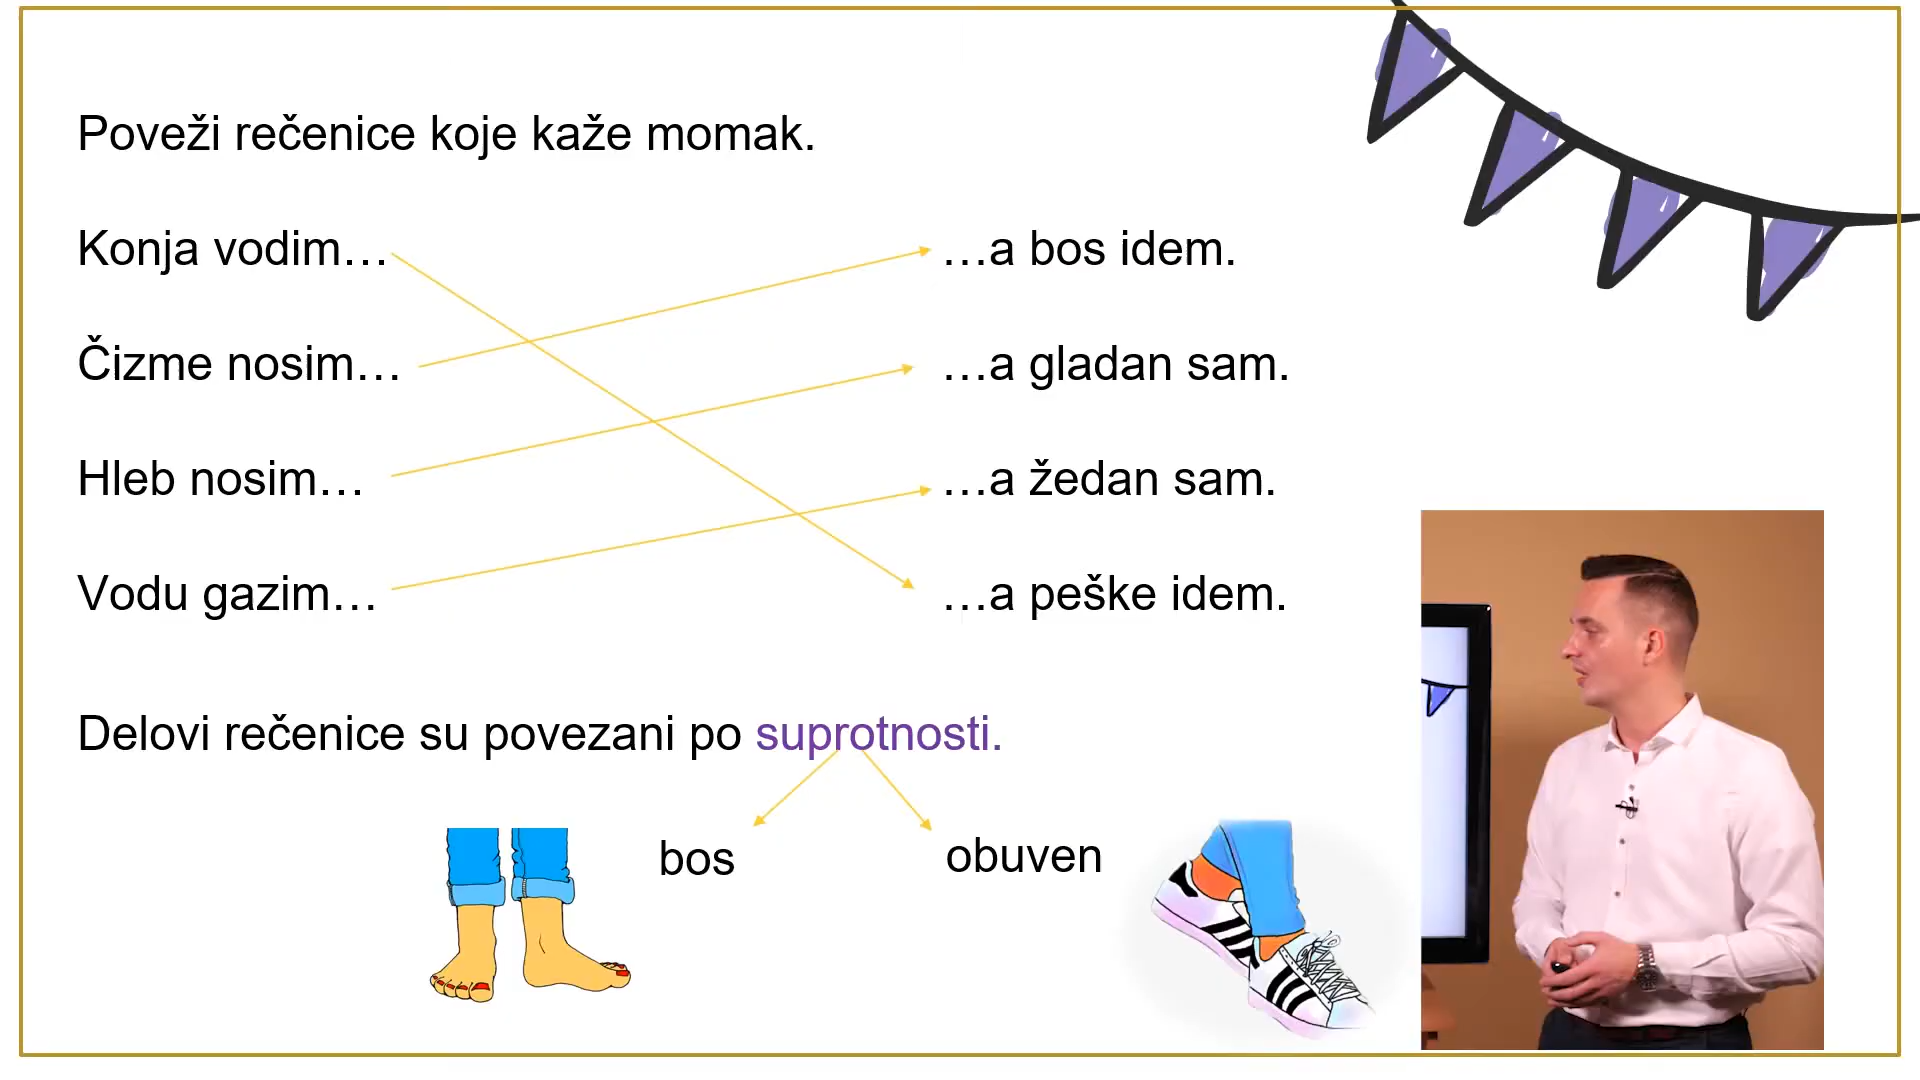 Poveži rečenice koje kaže momak.
Konja vodim… …a bos idem.
Čizme nosim… …a gladan sam.
Hleb nosim… …a žedan sam.
Vodu gazim… …a peške idem.
Delovi rečenice su povezani po suprotnosti.
bos obuven